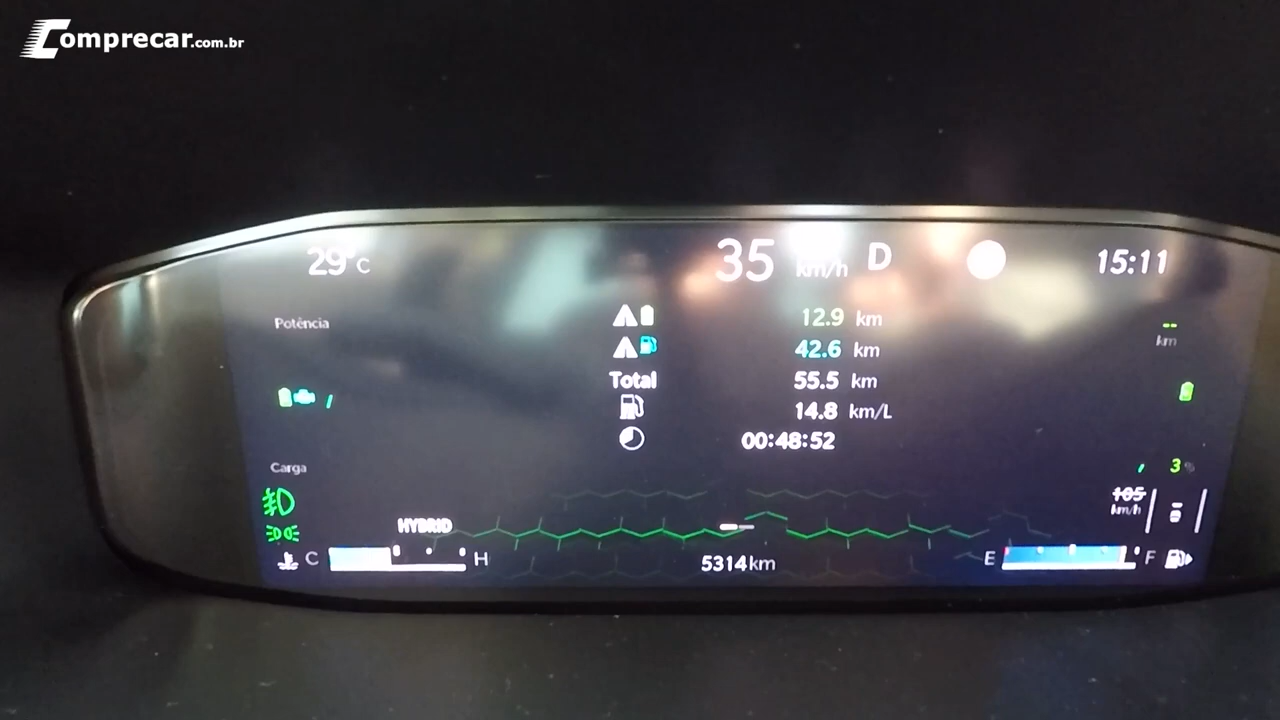 Comprecar.com.br
29°C
35 km/h D
15:11
Potência
12.9 km
42.6 km
Total 55.5 km
14.8 km/L
00:48:52
-- km
Carga
3%
105 km/h
HYBRID
C H
5314km
E F